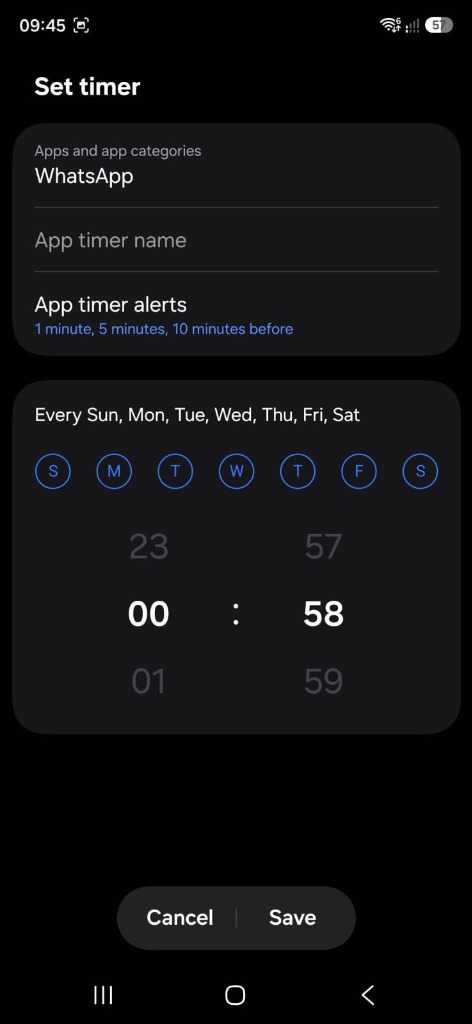 09:45
6
57
Set timer
Apps and app categories
WhatsApp
App timer name
App timer alerts
1 minute, 5 minutes, 10 minutes before
Every Sun, Mon, Tue, Wed, Thu, Fri, Sat
S M T W T F S
23 57
00 : 58
01 59
Cancel Save